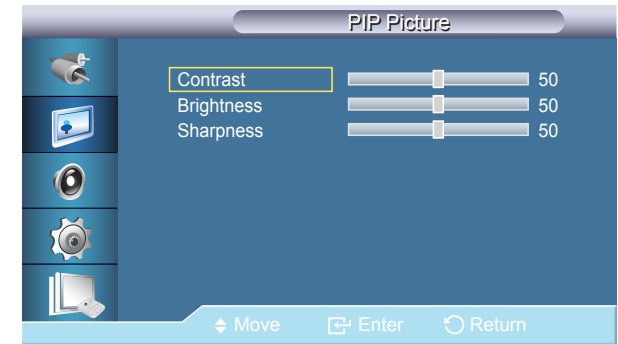 PIP Picture
Contrast 50
Brightness 50
Sharpness 50
Move Enter Return